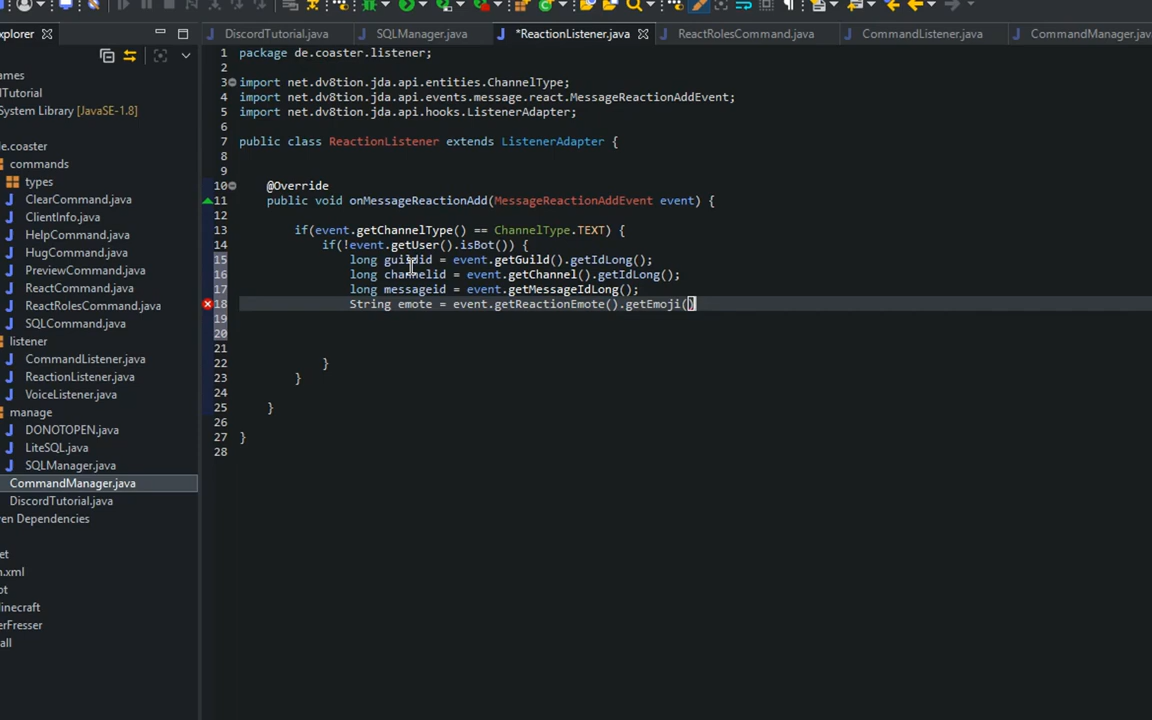 xplorer
DiscordTutorial.java
SQLManager.java
*ReactionListener.java
ReactRolesCommand.java
CommandListener.java
CommandManager.java
ames
lTutorial
System Library [JavaSE-1.8]
de.coaster
commands
types
ClearCommand.java
ClientInfo.java
HelpCommand.java
HugCommand.java
PreviewCommand.java
ReactCommand.java
ReactRolesCommand.java
SQLCommand.java
listener
CommandListener.java
ReactionListener.java
VoiceListener.java
manage
DONOTOPEN.java
LiteSQL.java
SQLManager.java
CommandManager.java
DiscordTutorial.java
ven Dependencies
et
n.xml
ot
linecraft
erFresser
all
1 package de.coaster.listener;
2
3 import net.dv8tion.jda.api.entities.ChannelType;
4 import net.dv8tion.jda.api.events.message.react.MessageReactionAddEvent;
5 import net.dv8tion.jda.api.hooks.ListenerAdapter;
6
7 public class ReactionListener extends ListenerAdapter {
8
9
10 @Override
11 public void onMessageReactionAdd(MessageReactionAddEvent event) {
12
13 if(event.getChannelType() == ChannelType.TEXT) {
14 if(!event.getUser().isBot()) {
15 long guildid = event.getGuild().getIdLong();
16 long channelid = event.getChannel().getIdLong();
17 long messageid = event.getMessageIdLong();
18 String emote = event.getReactionEmote().getEmoji()
19
20
21
22 }
23 }
24
25 }
26
27 }
28